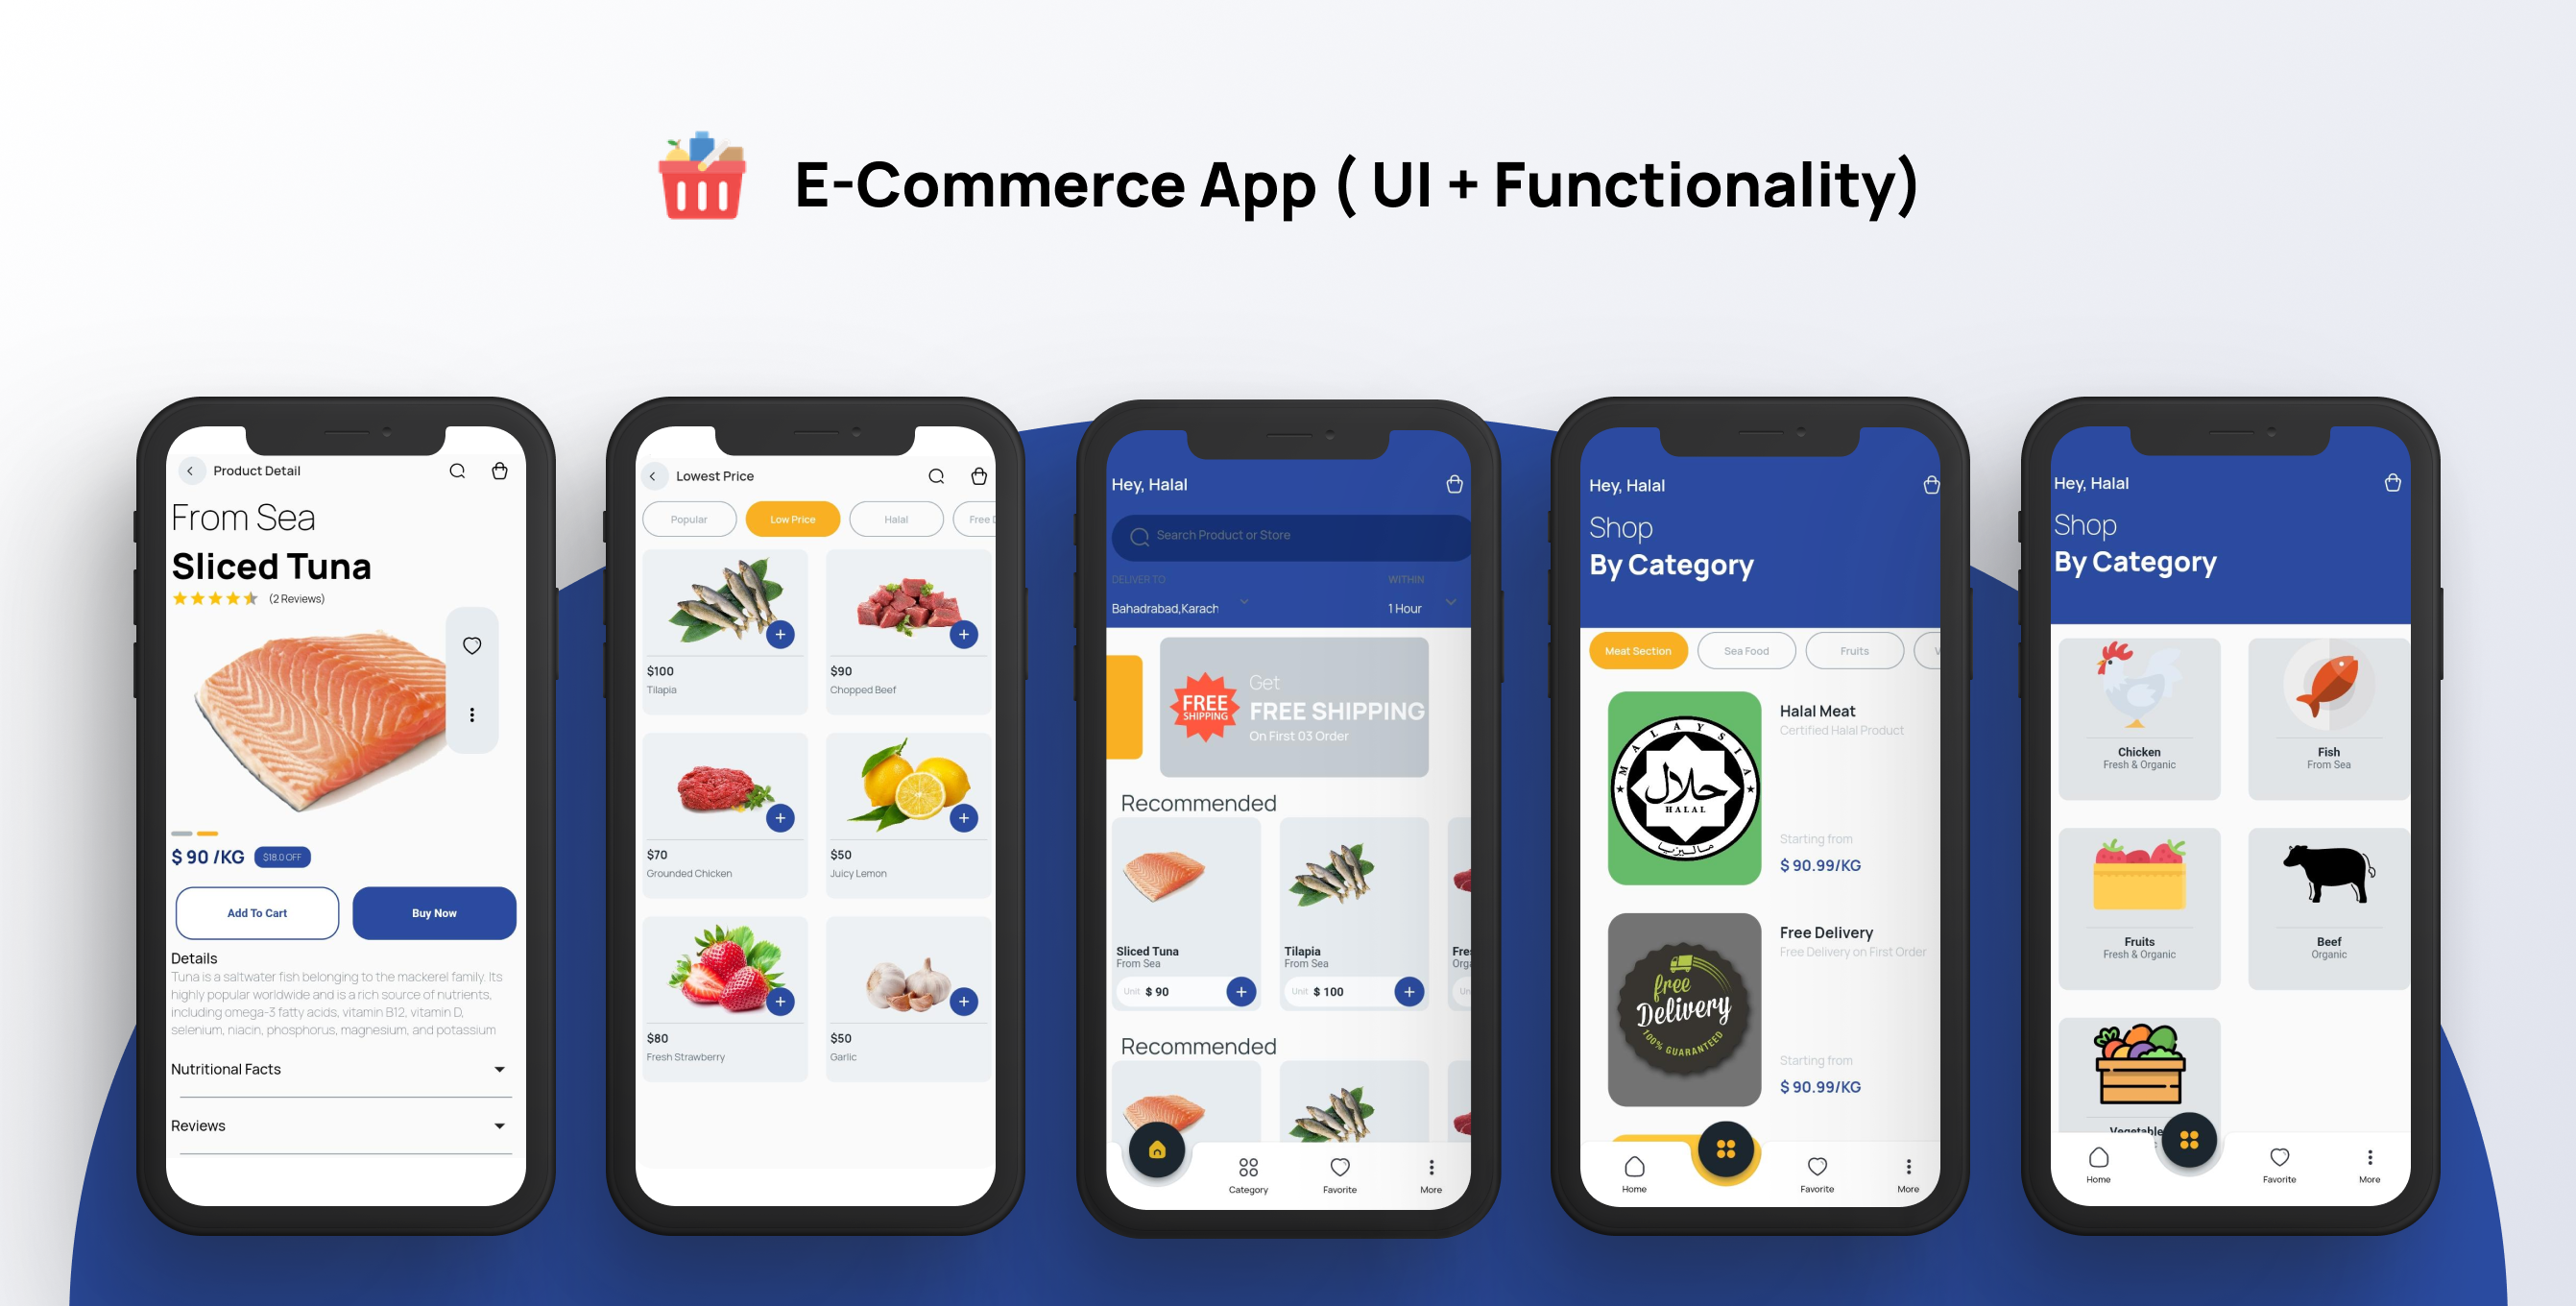 E-Commerce App ( UI + Functionality)
Product Detail
From Sea
Sliced Tuna
(2 Reviews)
$ 90 /KG
$18.0 OFF
Add To Cart
Buy Now
Details
Tuna is a saltwater fish belonging to the mackerel family. Its
highly popular worldwide and is a rich source of nutrients,
including omega-3 fatty acids, vitamin B12, vitamin D,
selenium, niacin, phosphorus, magnesium, and potassium
Nutritional Facts
Reviews
Lowest Price
Popular
Low Price
Halal
Free
$100
Tilapia
$90
Chopped Beef
$70
Grounded Chicken
$50
Juicy Lemon
$80
Fresh Strawberry
$50
Garlic
Hey, Halal
Search Product or Store
DELIVER TO
WITHIN
Bahadrabad,Karach
1 Hour
FREE
SHIPPING
Get
FREE SHIPPING
On First 03 Order
Recommended
Sliced Tuna
From Sea
Unit $ 90
Tilapia
From Sea
Unit $ 100
Fre
Orga
Un
Recommended
Category
Favorite
More
Hey, Halal
Shop
By Category
Meat Section
Sea Food
Fruits
V
MALAYSIA
حلال
HALAL
ماليزيا
Halal Meat
Certified Halal Product
Starting from
$ 90.99/KG
free
Delivery
100% GUARANTEED
Free Delivery
Free Delivery on First Order
Starting from
$ 90.99/KG
Home
Favorite
More
Hey, Halal
Shop
By Category
Chicken
Fresh & Organic
Fish
From Sea
Fruits
Fresh & Organic
Beef
Organic
Vegetable
Home
Favorite
More